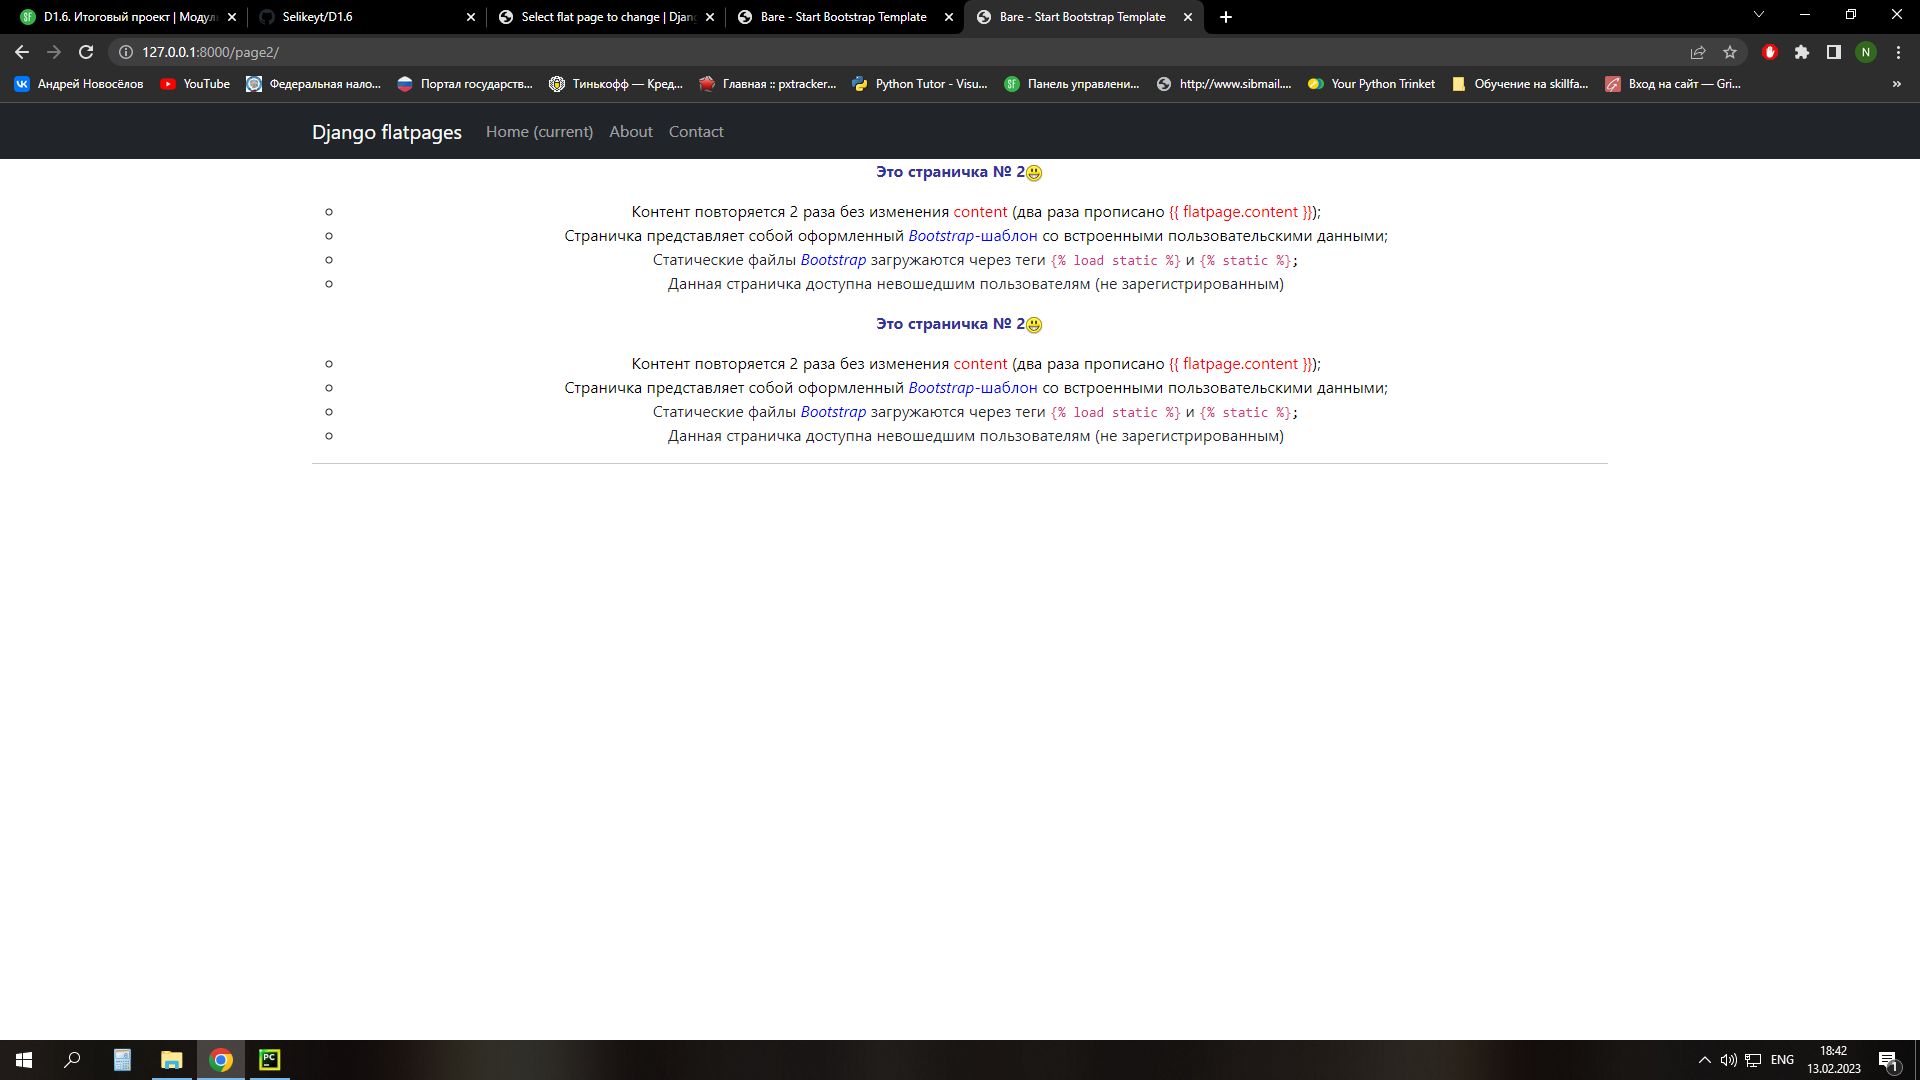 D1.6. Итоговый проект | Модул
Selikeyt/D1.6
Select flat page to change | Djan
Bare - Start Bootstrap Template
Bare - Start Bootstrap Template
127.0.0.1:8000/page2/
N
Андрей Новосёлов
YouTube
Федеральная нало...
Портал государств...
Тинькофф — Кред...
Главная :: pxtracker...
Python Tutor - Visu...
Панель управлени...
http://www.sibmail....
Your Python Trinket
Обучение на skillfa...
Вход на сайт — Gri...
»
Django flatpages Home (current) About Contact
Это страничка № 2
Контент повторяется 2 раза без изменения content (два раза прописано {{ flatpage.content }});
Страничка представляет собой оформленный Bootstrap-шаблон со встроенными пользовательскими данными;
Статические файлы Bootstrap загружаются через теги {% load static %} и {% static %};
Данная страничка доступна невошедшим пользователям (не зарегистрированным)
Это страничка № 2
Контент повторяется 2 раза без изменения content (два раза прописано {{ flatpage.content }});
Страничка представляет собой оформленный Bootstrap-шаблон со встроенными пользовательскими данными;
Статические файлы Bootstrap загружаются через теги {% load static %} и {% static %};
Данная страничка доступна невошедшим пользователям (не зарегистрированным)
PC
ENG
18:42
13.02.2023
1